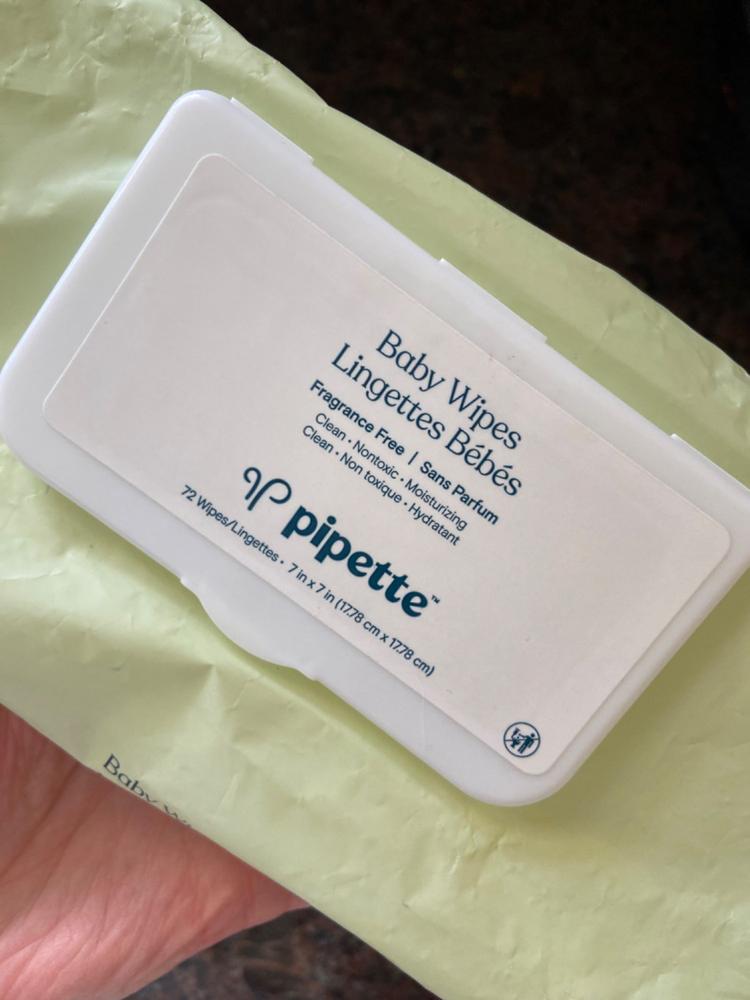 Baby Wipes
Lingettes Bébés
Fragrance Free | Sans Parfum
Clean • Nontoxic • Moisturizing
Clean • Non toxique • Hydratant
pipette™
72 Wipes/Lingettes • 7 in x 7 in (17.78 cm x 17.78 cm)
Baby